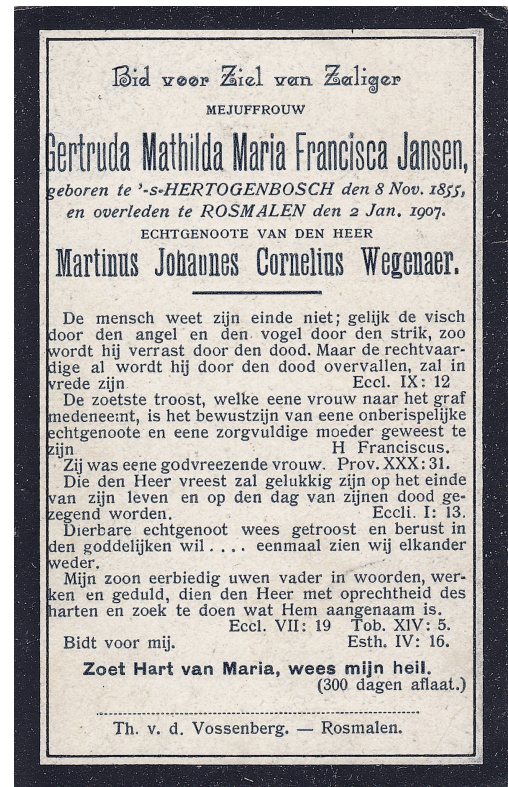 Bid voor Ziel van Zaliger
MEJUFFROUW
Gertruda Mathilda Maria Francisca Jansen,
geboren te '-s-HERTOGENBOSCH den 8 Nov. 1855,
en overleden te ROSMALEN den 2 Jan. 1907.
ECHTGENOOTE VAN DEN HEER
Martinus Johannes Cornelius Wegenaer.
De mensch weet zijn einde niet; gelijk de visch
door den angel en den vogel door den strik, zoo
wordt hij verrast door den dood. Maar de rechtvaar-
dige al wordt hij door den dood overvallen, zal in
vrede zijn Eccl. IX: 12
De zoetste troost, welke eene vrouw naar het graf
medeneemt, is het bewustzijn van eene onberispelijke
echtgenoote en eene zorgvuldige moeder geweest te
zijn H Franciscus.
Zij was eene godvreezende vrouw. Prov. XXX: 31.
Die den Heer vreest zal gelukkig zijn op het einde
van zijn leven en op den dag van zijnen dood ge-
zegend worden. Eccli. I: 13.
Dierbare echtgenoot wees getroost en berust in
den goddelijken wil.... eenmaal zien wij elkander
weder.
Mijn zoon eerbiedig uwen vader in woorden, wer-
ken en geduld, dien den Heer met oprechtheid des
harten en zoek te doen wat Hem aangenaam is.
Eccl. VII: 19 Tob. XIV: 5.
Bidt voor mij. Esth. IV: 16.
Zoet Hart van Maria, wees mijn heil.
(300 dagen aflaat.)
Th. v. d. Vossenberg. — Rosmalen.